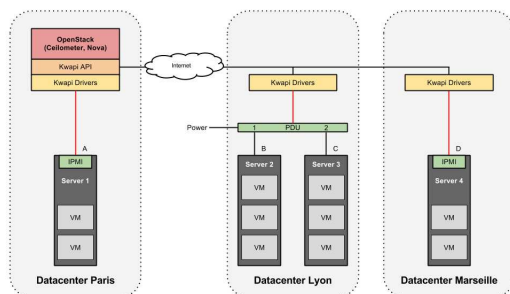 OpenStack
(Ceilometer, Nova)
Kwapi API
Kwapi Drivers
Internet
Kwapi Drivers
Kwapi Drivers
Power
1 PDU 2
A
B
C
D
IPMI
Server 1
VM
VM
Server 2
VM
VM
VM
Server 3
VM
VM
VM
IPMI
Server 4
VM
VM
Datacenter Paris
Datacenter Lyon
Datacenter Marseille